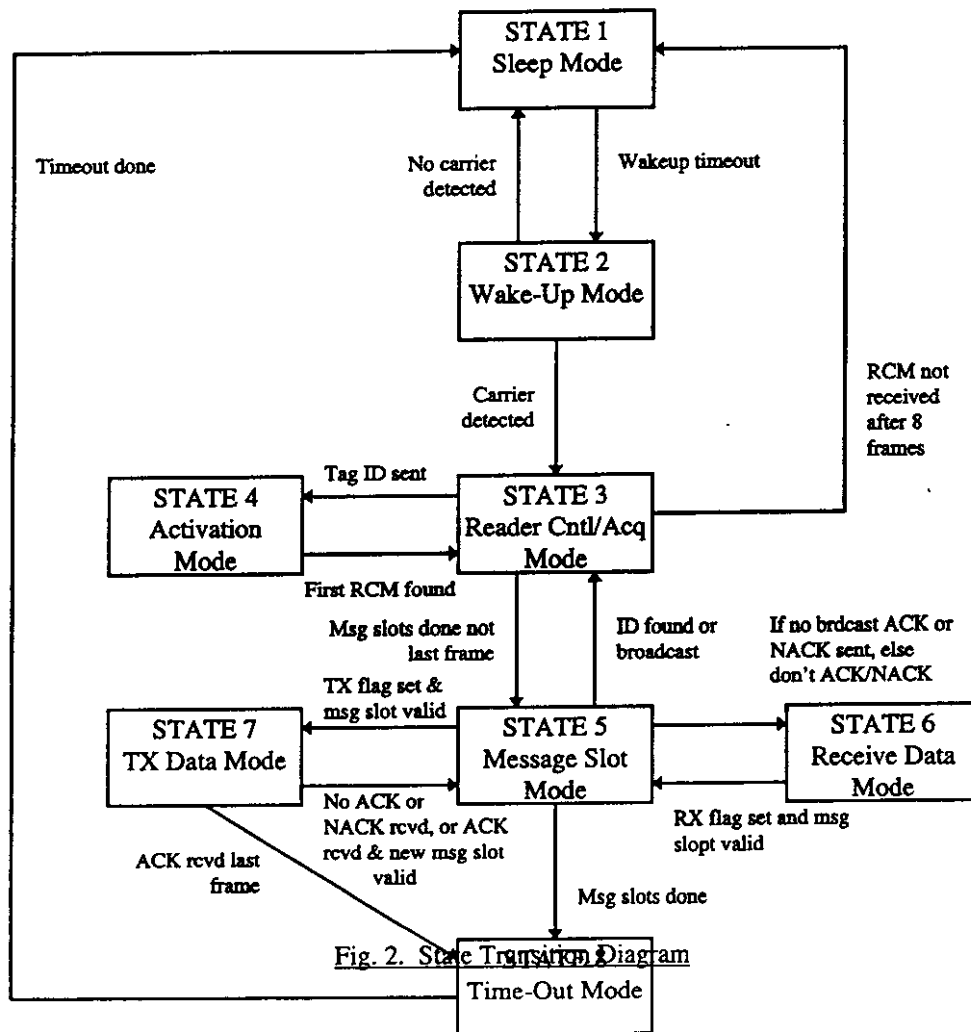 STATE 1
Sleep Mode
Timeout done
No carrier
detected
Wakeup timeout
STATE 2
Wake-Up Mode
Carrier
detected
RCM not
received
after 8
frames
Tag ID sent
STATE 4
Activation
Mode
STATE 3
Reader Cntl/Acq
Mode
First RCM found
Msg slots done not
last frame
ID found or
broadcast
If no brdcast ACK or
NACK sent, else
don't ACK/NACK
TX flag set &
msg slot valid
STATE 7
TX Data Mode
STATE 5
Message Slot
Mode
STATE 6
Receive Data
Mode
No ACK or
NACK rcvd, or ACK
rcvd & new msg slot
valid
RX flag set and msg
slopt valid
ACK rcvd last
frame
Msg slots done
Fig. 2. State Transition Diagram
Time-Out Mode